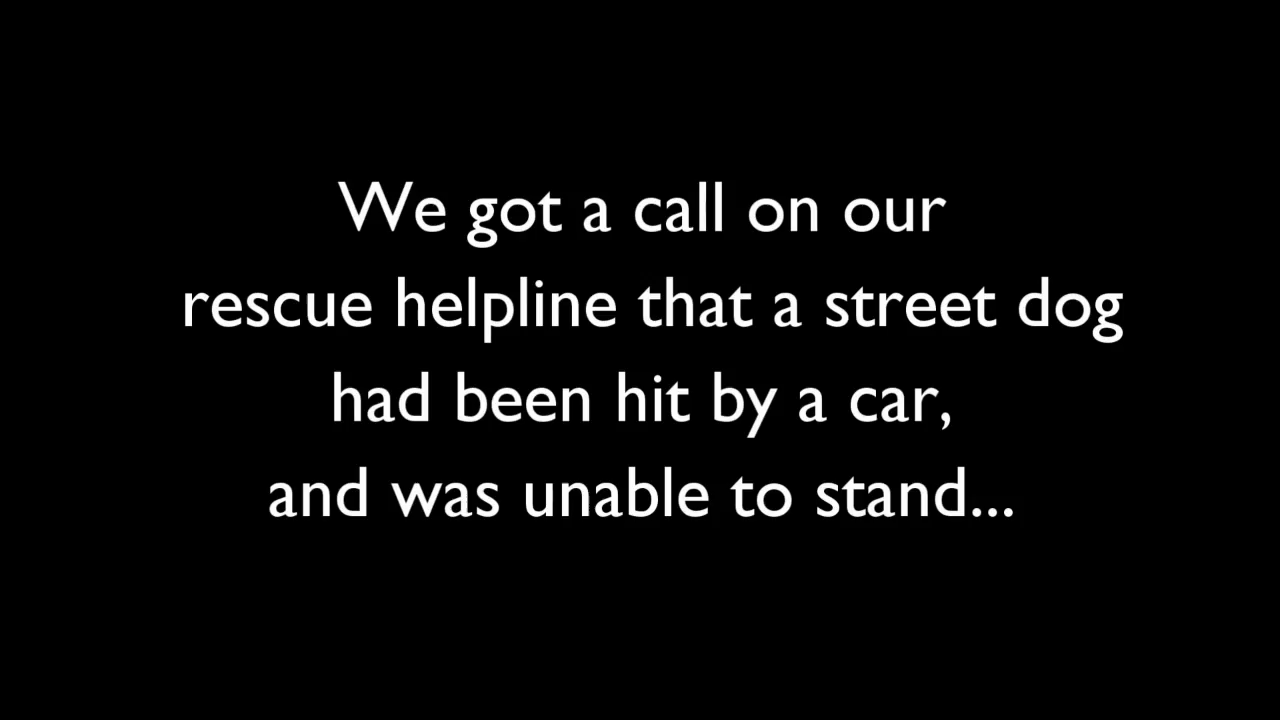 We got a call on our
rescue helpline that a street dog
had been hit by a car,
and was unable to stand...